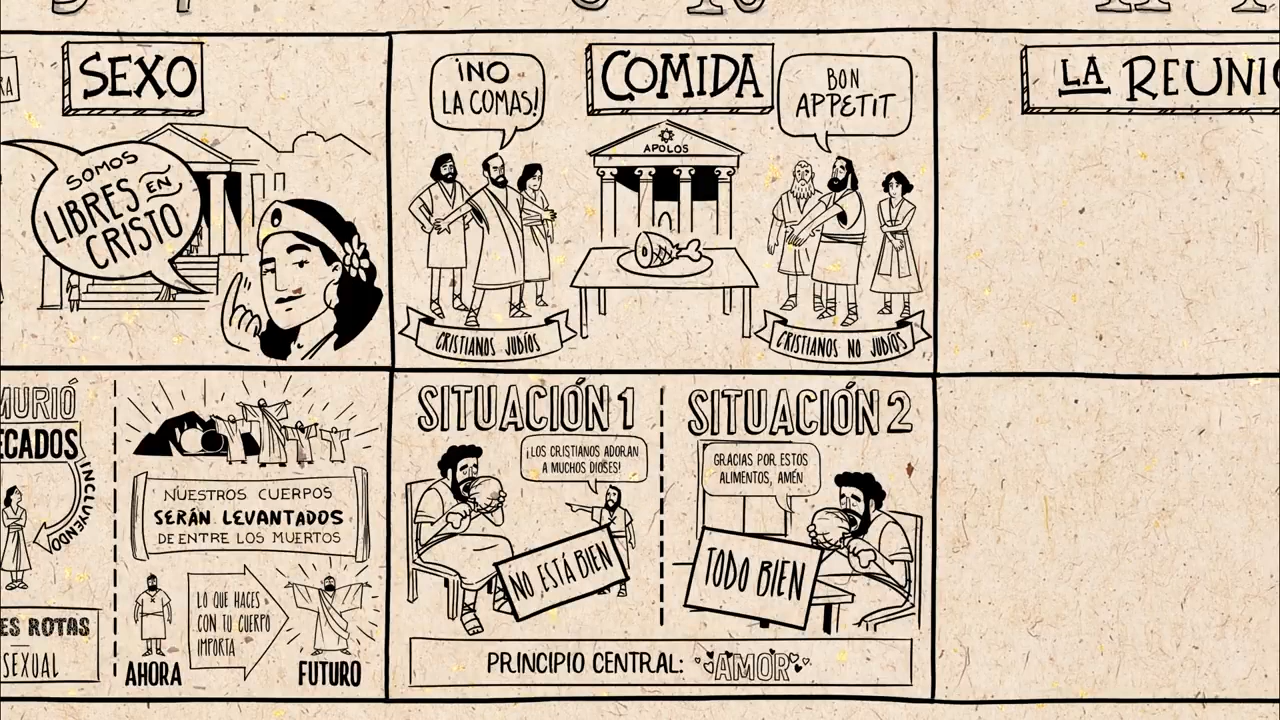 SEXO
SOMOS
LIBRES EN
CRISTO
COMIDA
¡NO
LA COMAS!
BON
APPETIT
APOLOS
CRISTIANOS JUDÍOS
CRISTIANOS NO JUDÍOS
LA REUNI
MURIÓ
ECADOS
INCLUYENDO
ES ROTAS
SEXUAL
NUESTROS CUERPOS
SERÁN LEVANTADOS
DE ENTRE LOS MUERTOS
LO QUE HACES
CON TU CUERPO
IMPORTA
AHORA
FUTURO
SITUACIÓN 1
¡LOS CRISTIANOS ADORAN
A MUCHOS DIOSES!
NO ESTÁ BIEN
SITUACIÓN 2
GRACIAS POR ESTOS
ALIMENTOS, AMÉN
TODO BIEN
PRINCIPIO CENTRAL: AMOR